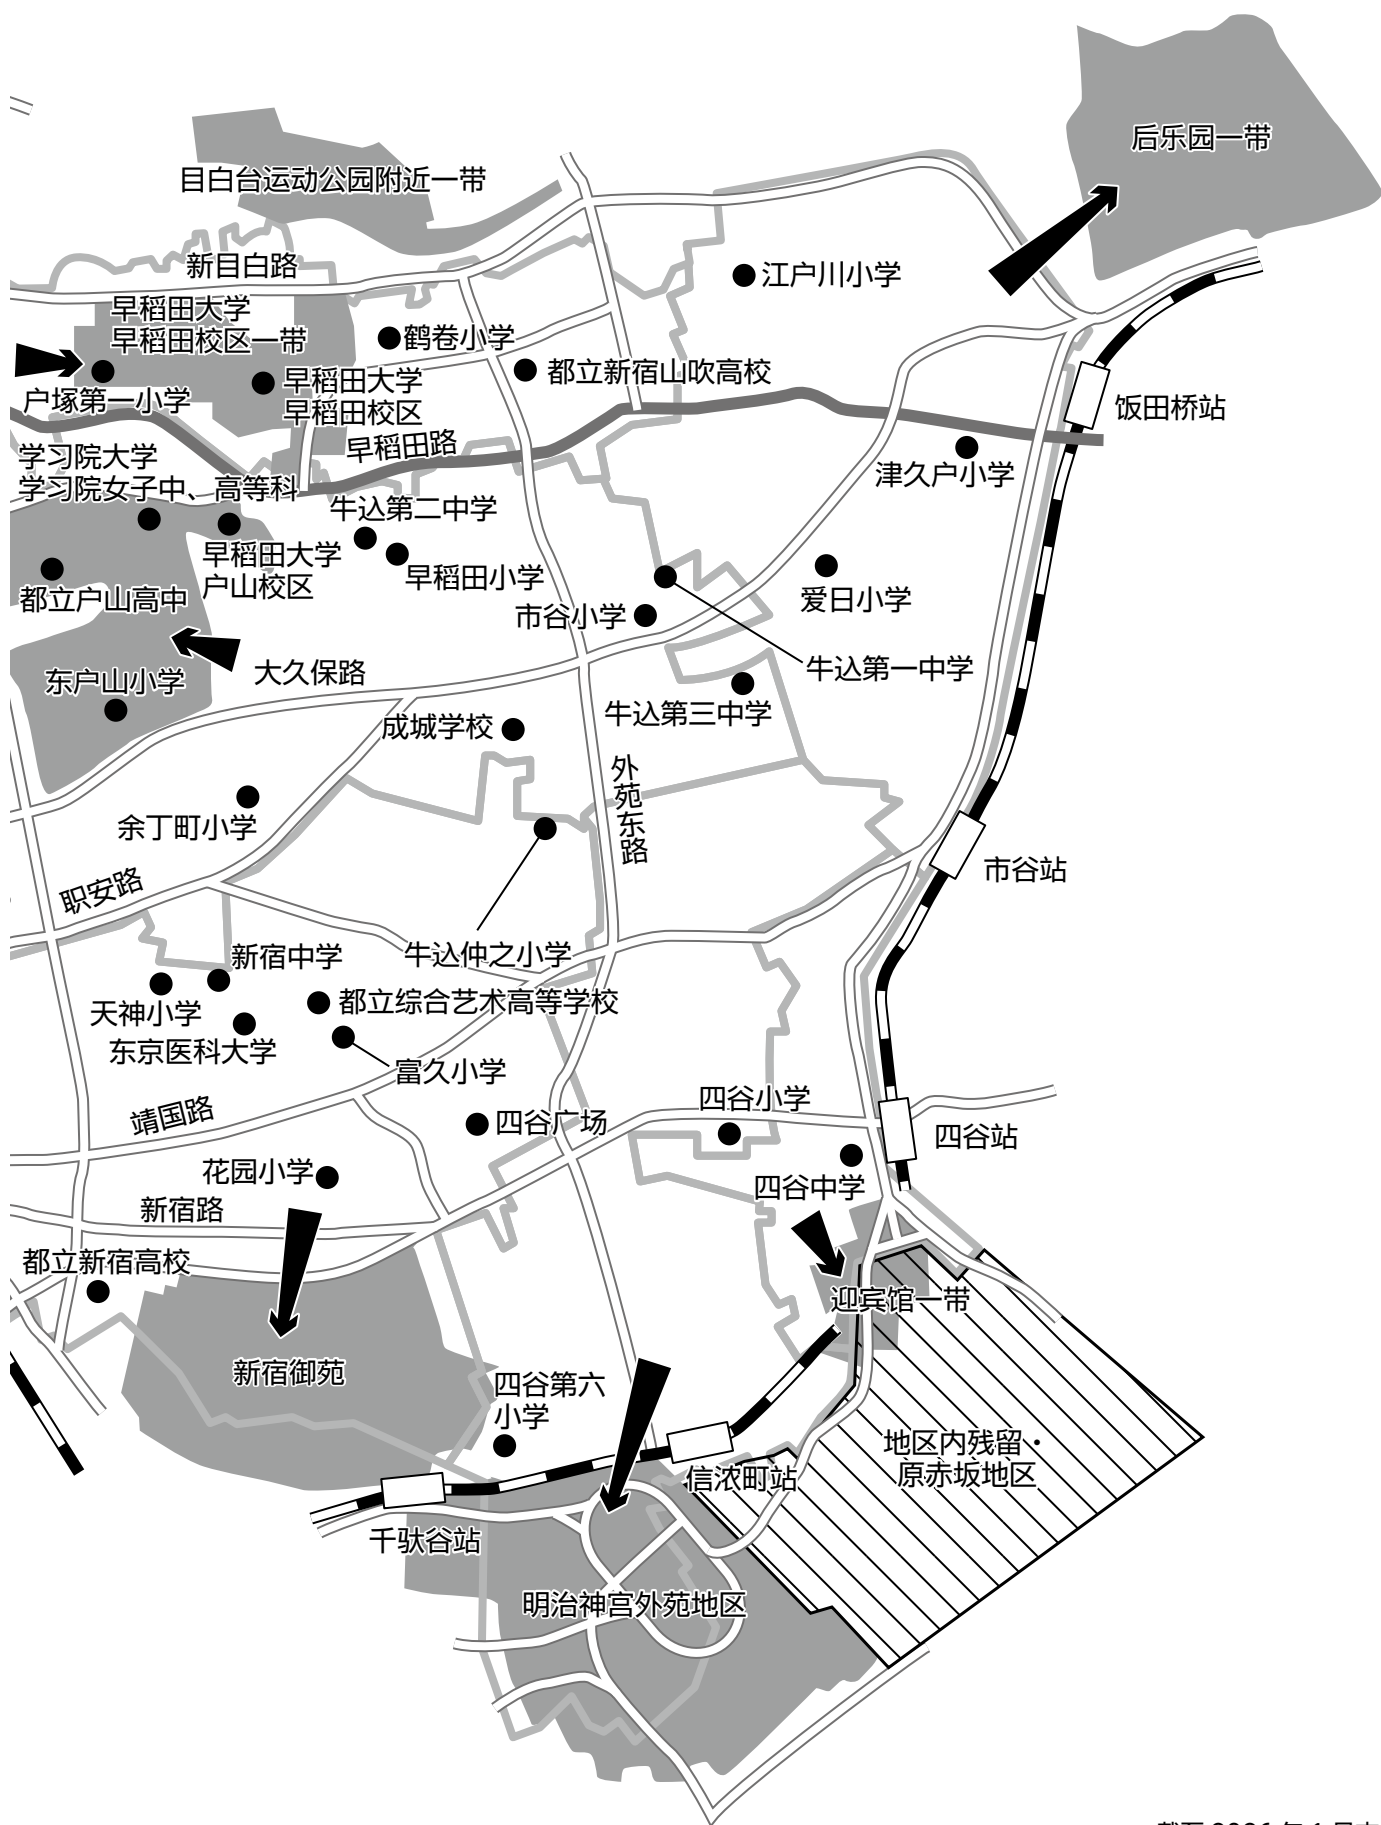 后乐园一带
目白台运动公园附近一带
新目白路
江户川小学
早稻田大学
早稻田校区一带
鹤卷小学
都立新宿山吹高校
户塚第一小学
早稻田大学
早稻田校区
饭田桥站
早稻田路
学习院大学
学习院女子中、高等科
津久户小学
牛込第二中学
早稻田大学
户山校区
早稻田小学
都立户山高中
市谷小学
爱日小学
大久保路
牛込第一中学
东户山小学
牛込第三中学
成城学校
外苑东路
余丁町小学
市谷站
职安路
新宿中学
牛込仲之小学
天神小学
都立综合艺术高等学校
东京医科大学
富久小学
靖国路
四谷小学
四谷广场
四谷站
花园小学
四谷中学
新宿路
都立新宿高校
迎宾馆一带
新宿御苑
四谷第六
小学
地区内残留·
原赤坂地区
信浓町站
千驮谷站
明治神宫外苑地区